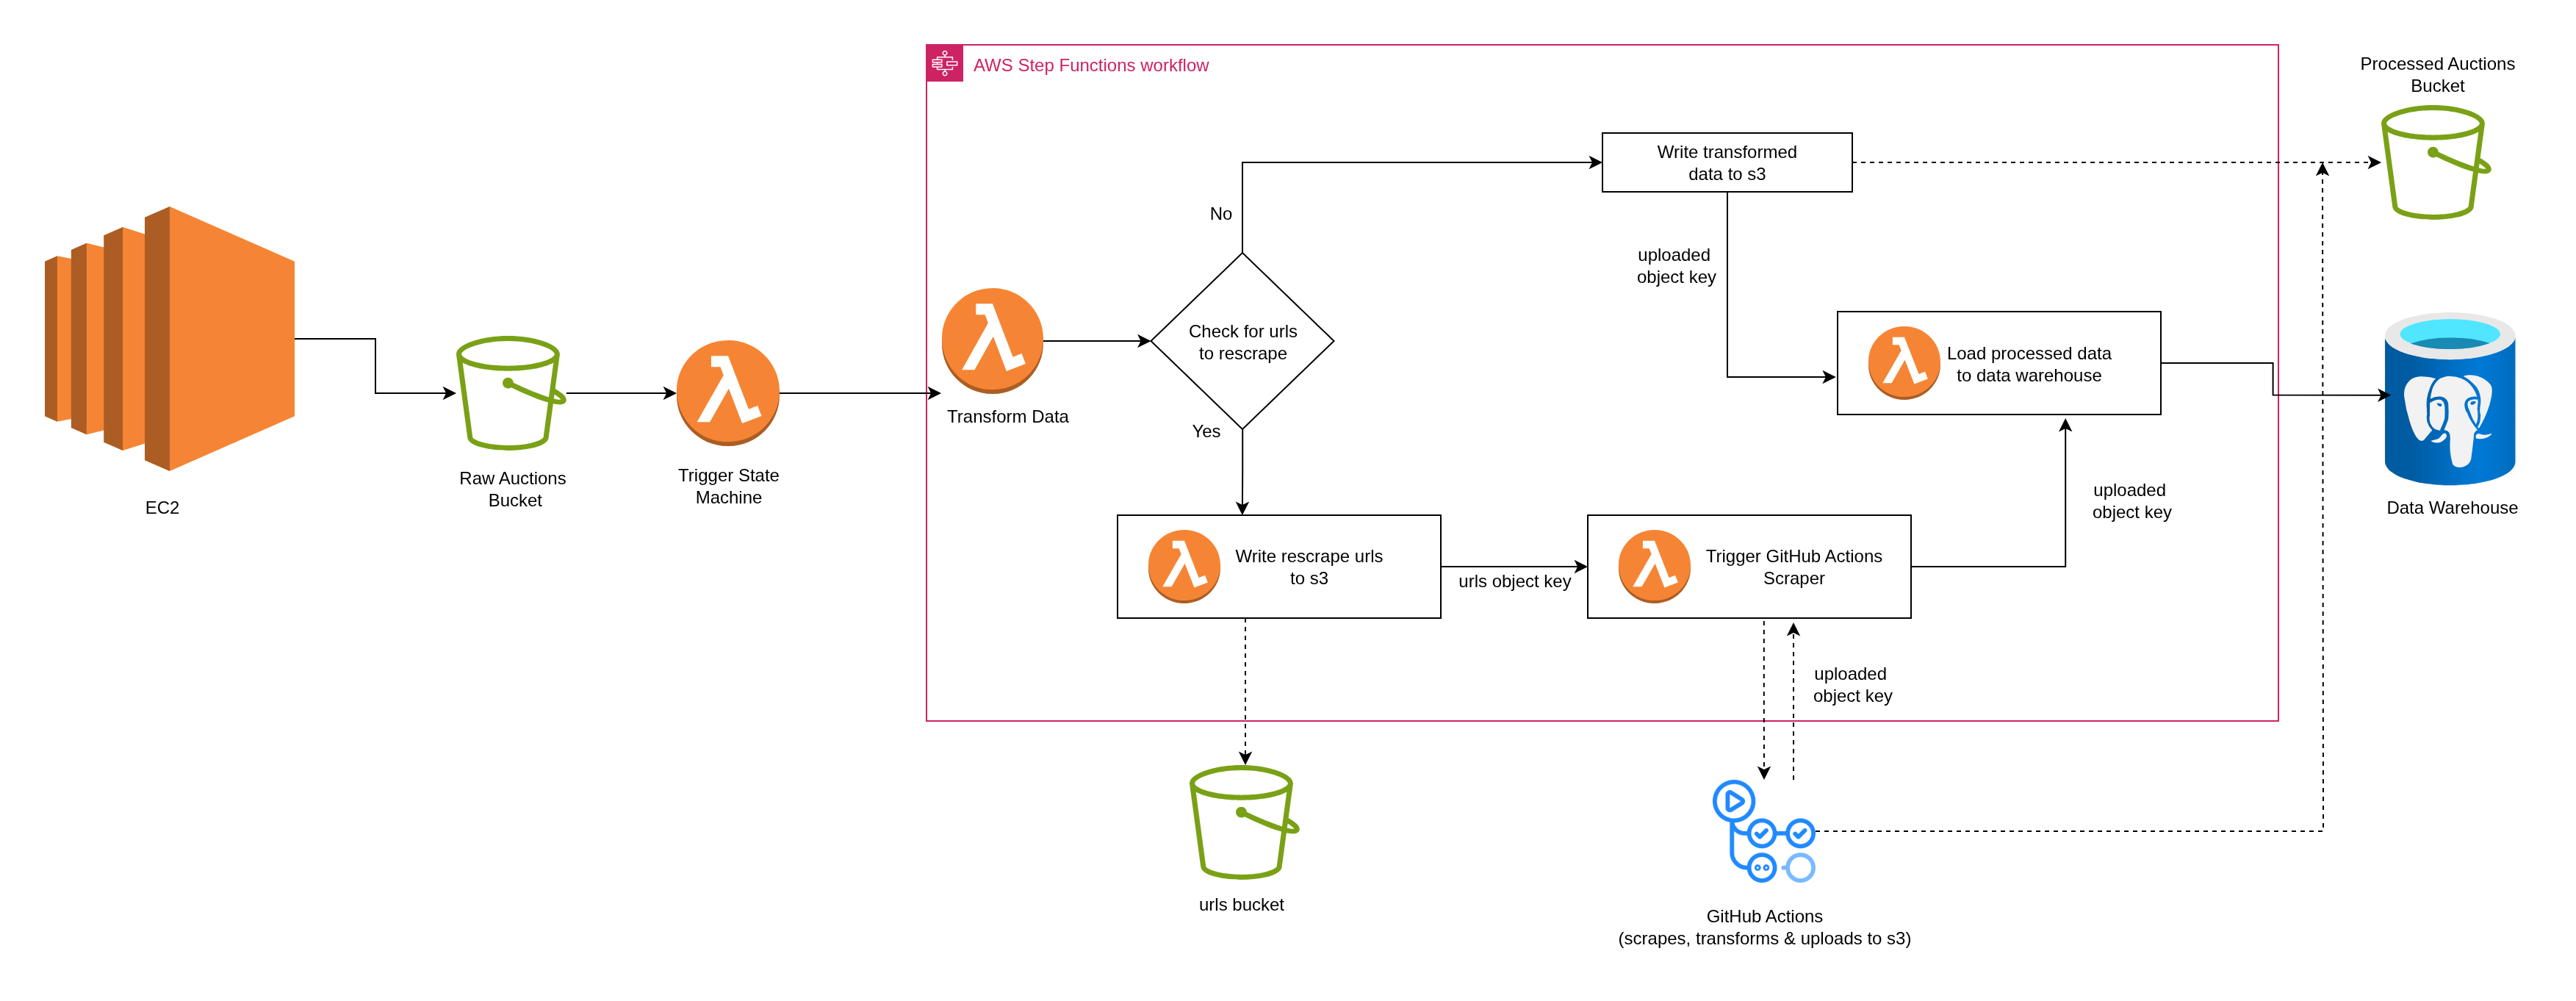 AWS Step Functions workflow
Processed Auctions
Bucket
Write transformed
data to s3
No
uploaded
object key
Check for urls
to rescrape
Load processed data
to data warehouse
Transform Data
Yes
Raw Auctions
Bucket
Trigger State
Machine
EC2
uploaded
object key
Data Warehouse
Write rescrape urls
to s3
urls object key
Trigger GitHub Actions
Scraper
uploaded
object key
urls bucket
GitHub Actions
(scrapes, transforms & uploads to s3)